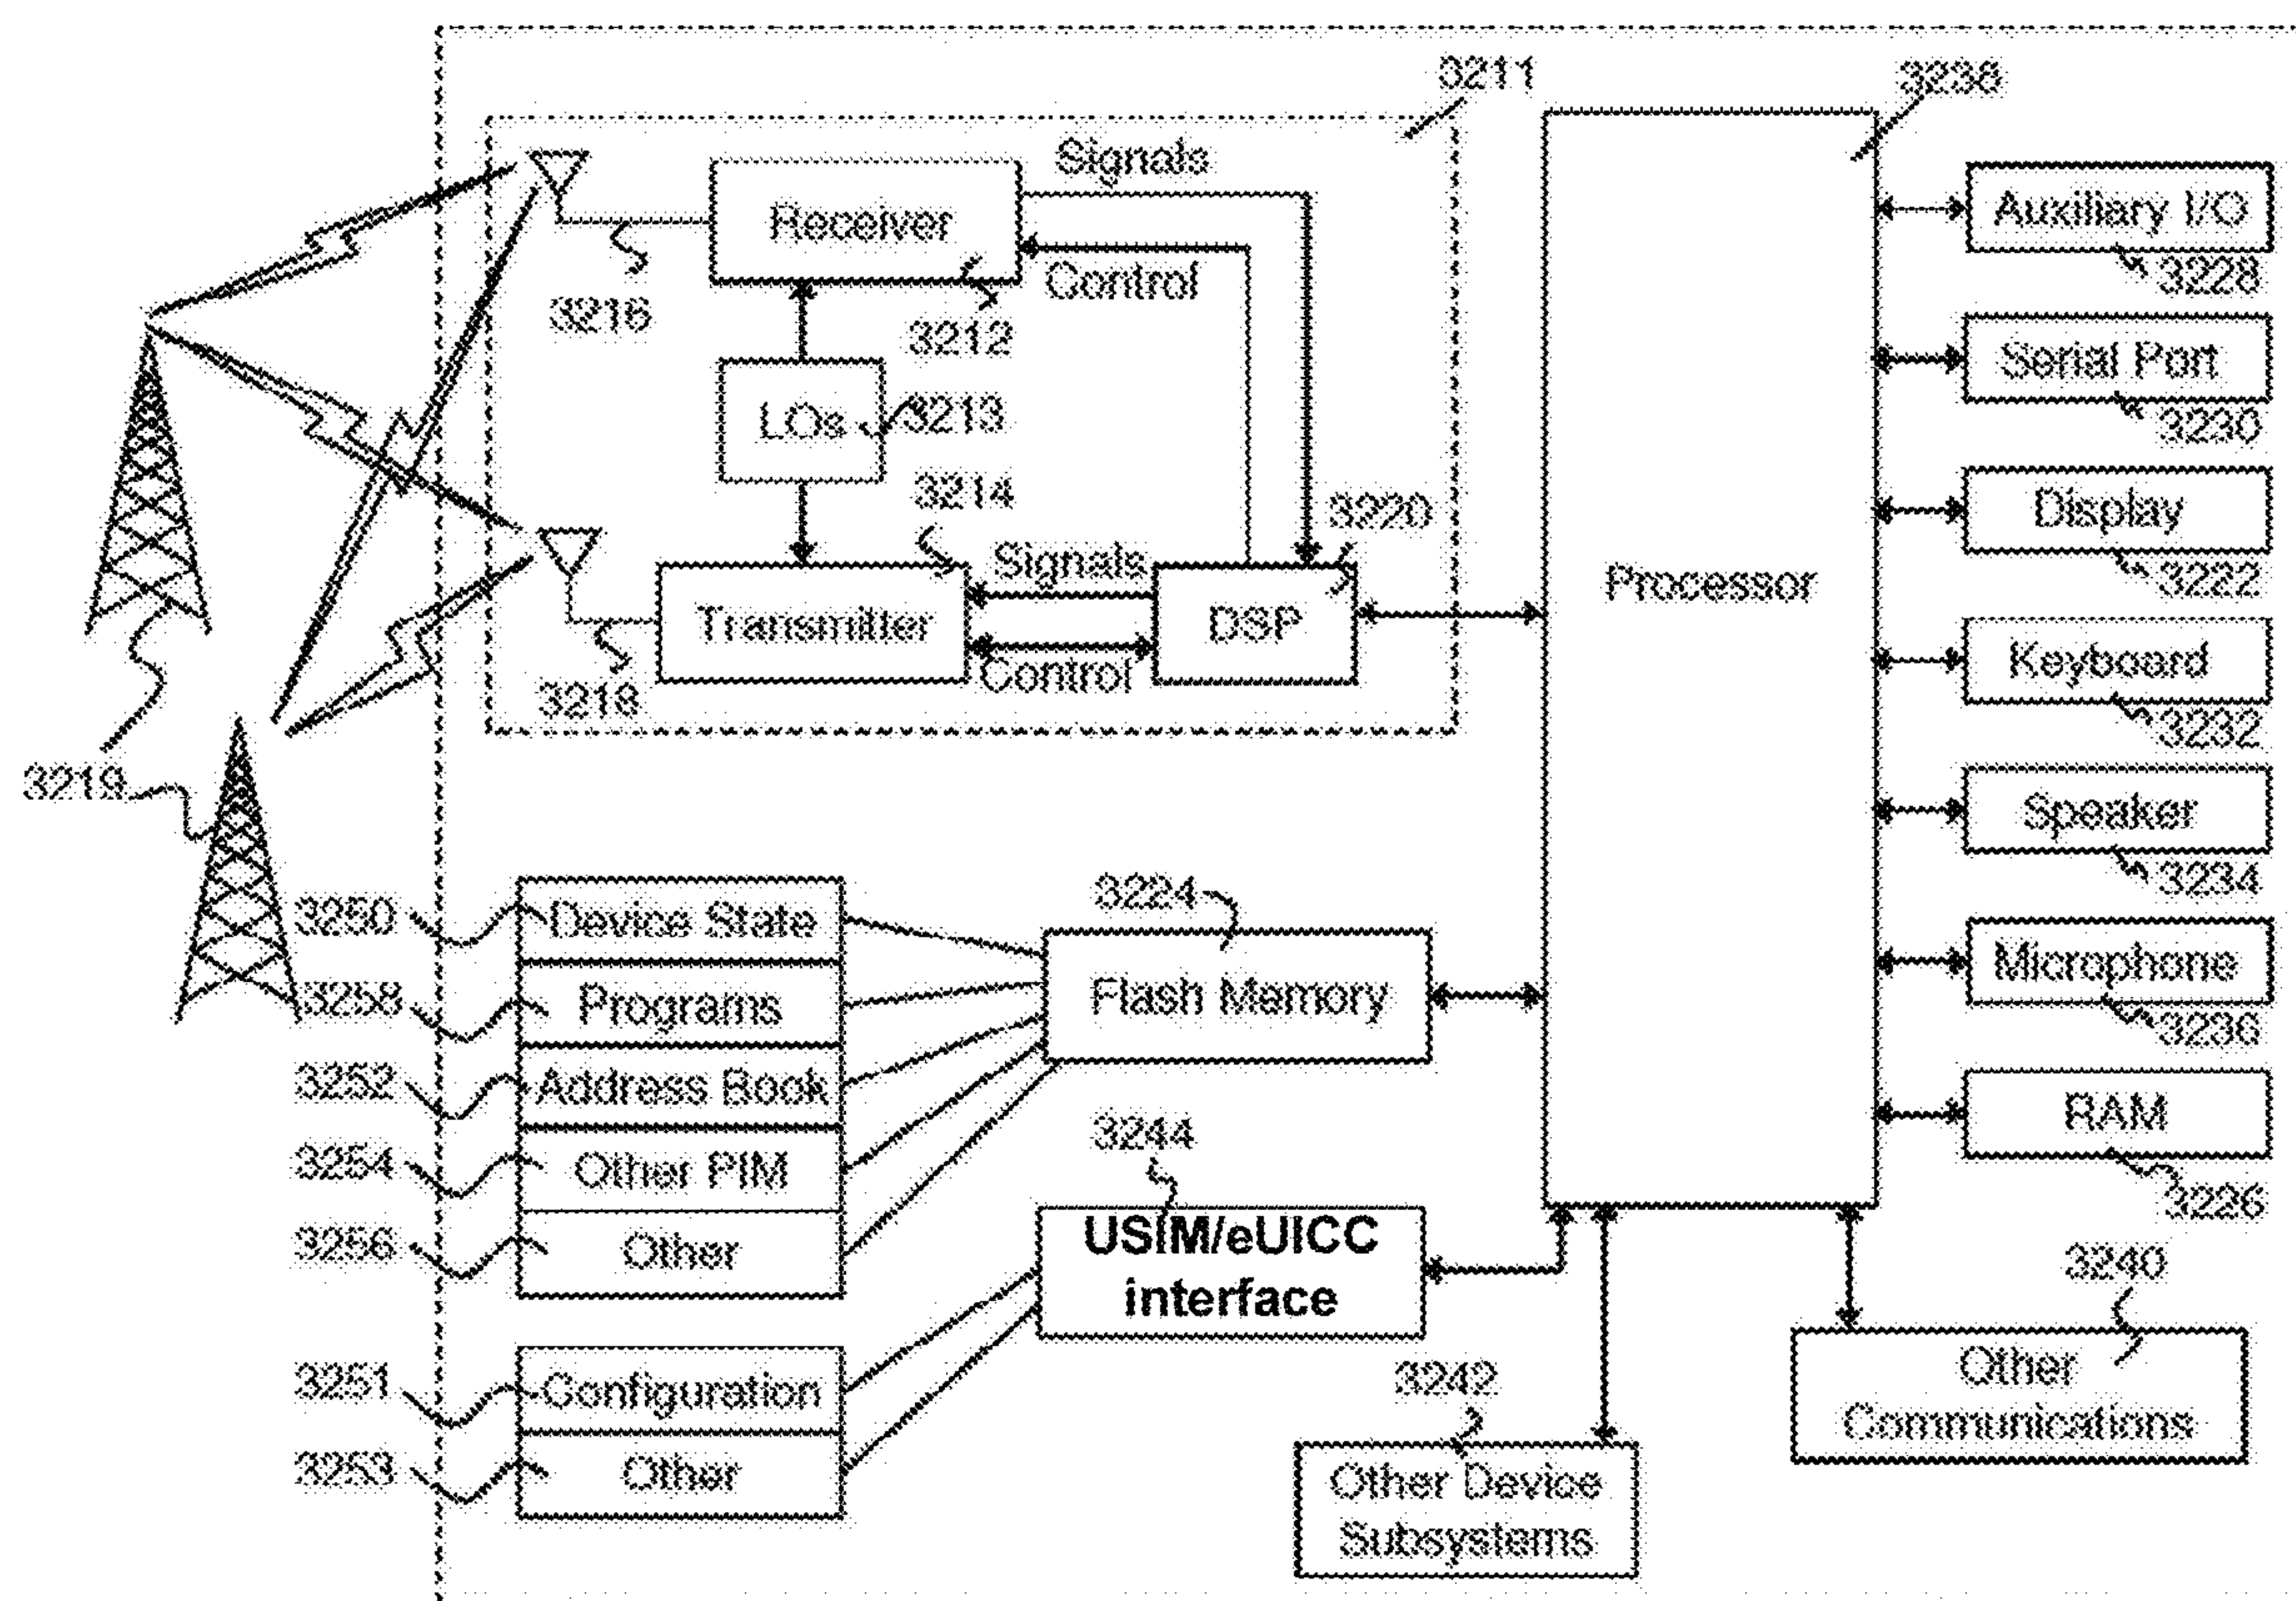 3211
3238
Signals
Receiver
Auxiliary I/O
Control
3228
3216
3212
Serial Port
LOs
3213
3230
3214
3220
Display
Signals
Processor
3222
Transmitter
DSP
Keyboard
Control
3218
3232
3219
Speaker
3224
3234
3250
Device State
3258
Programs
Flash Memory
Microphone
3236
3252
Address Book
3244
RAM
3254
Other PIM
3226
3256
Other
USIM/eUICC
interface
3240
3251
Configuration
3242
Other
Communications
3253
Other
Other Device
Subsystems